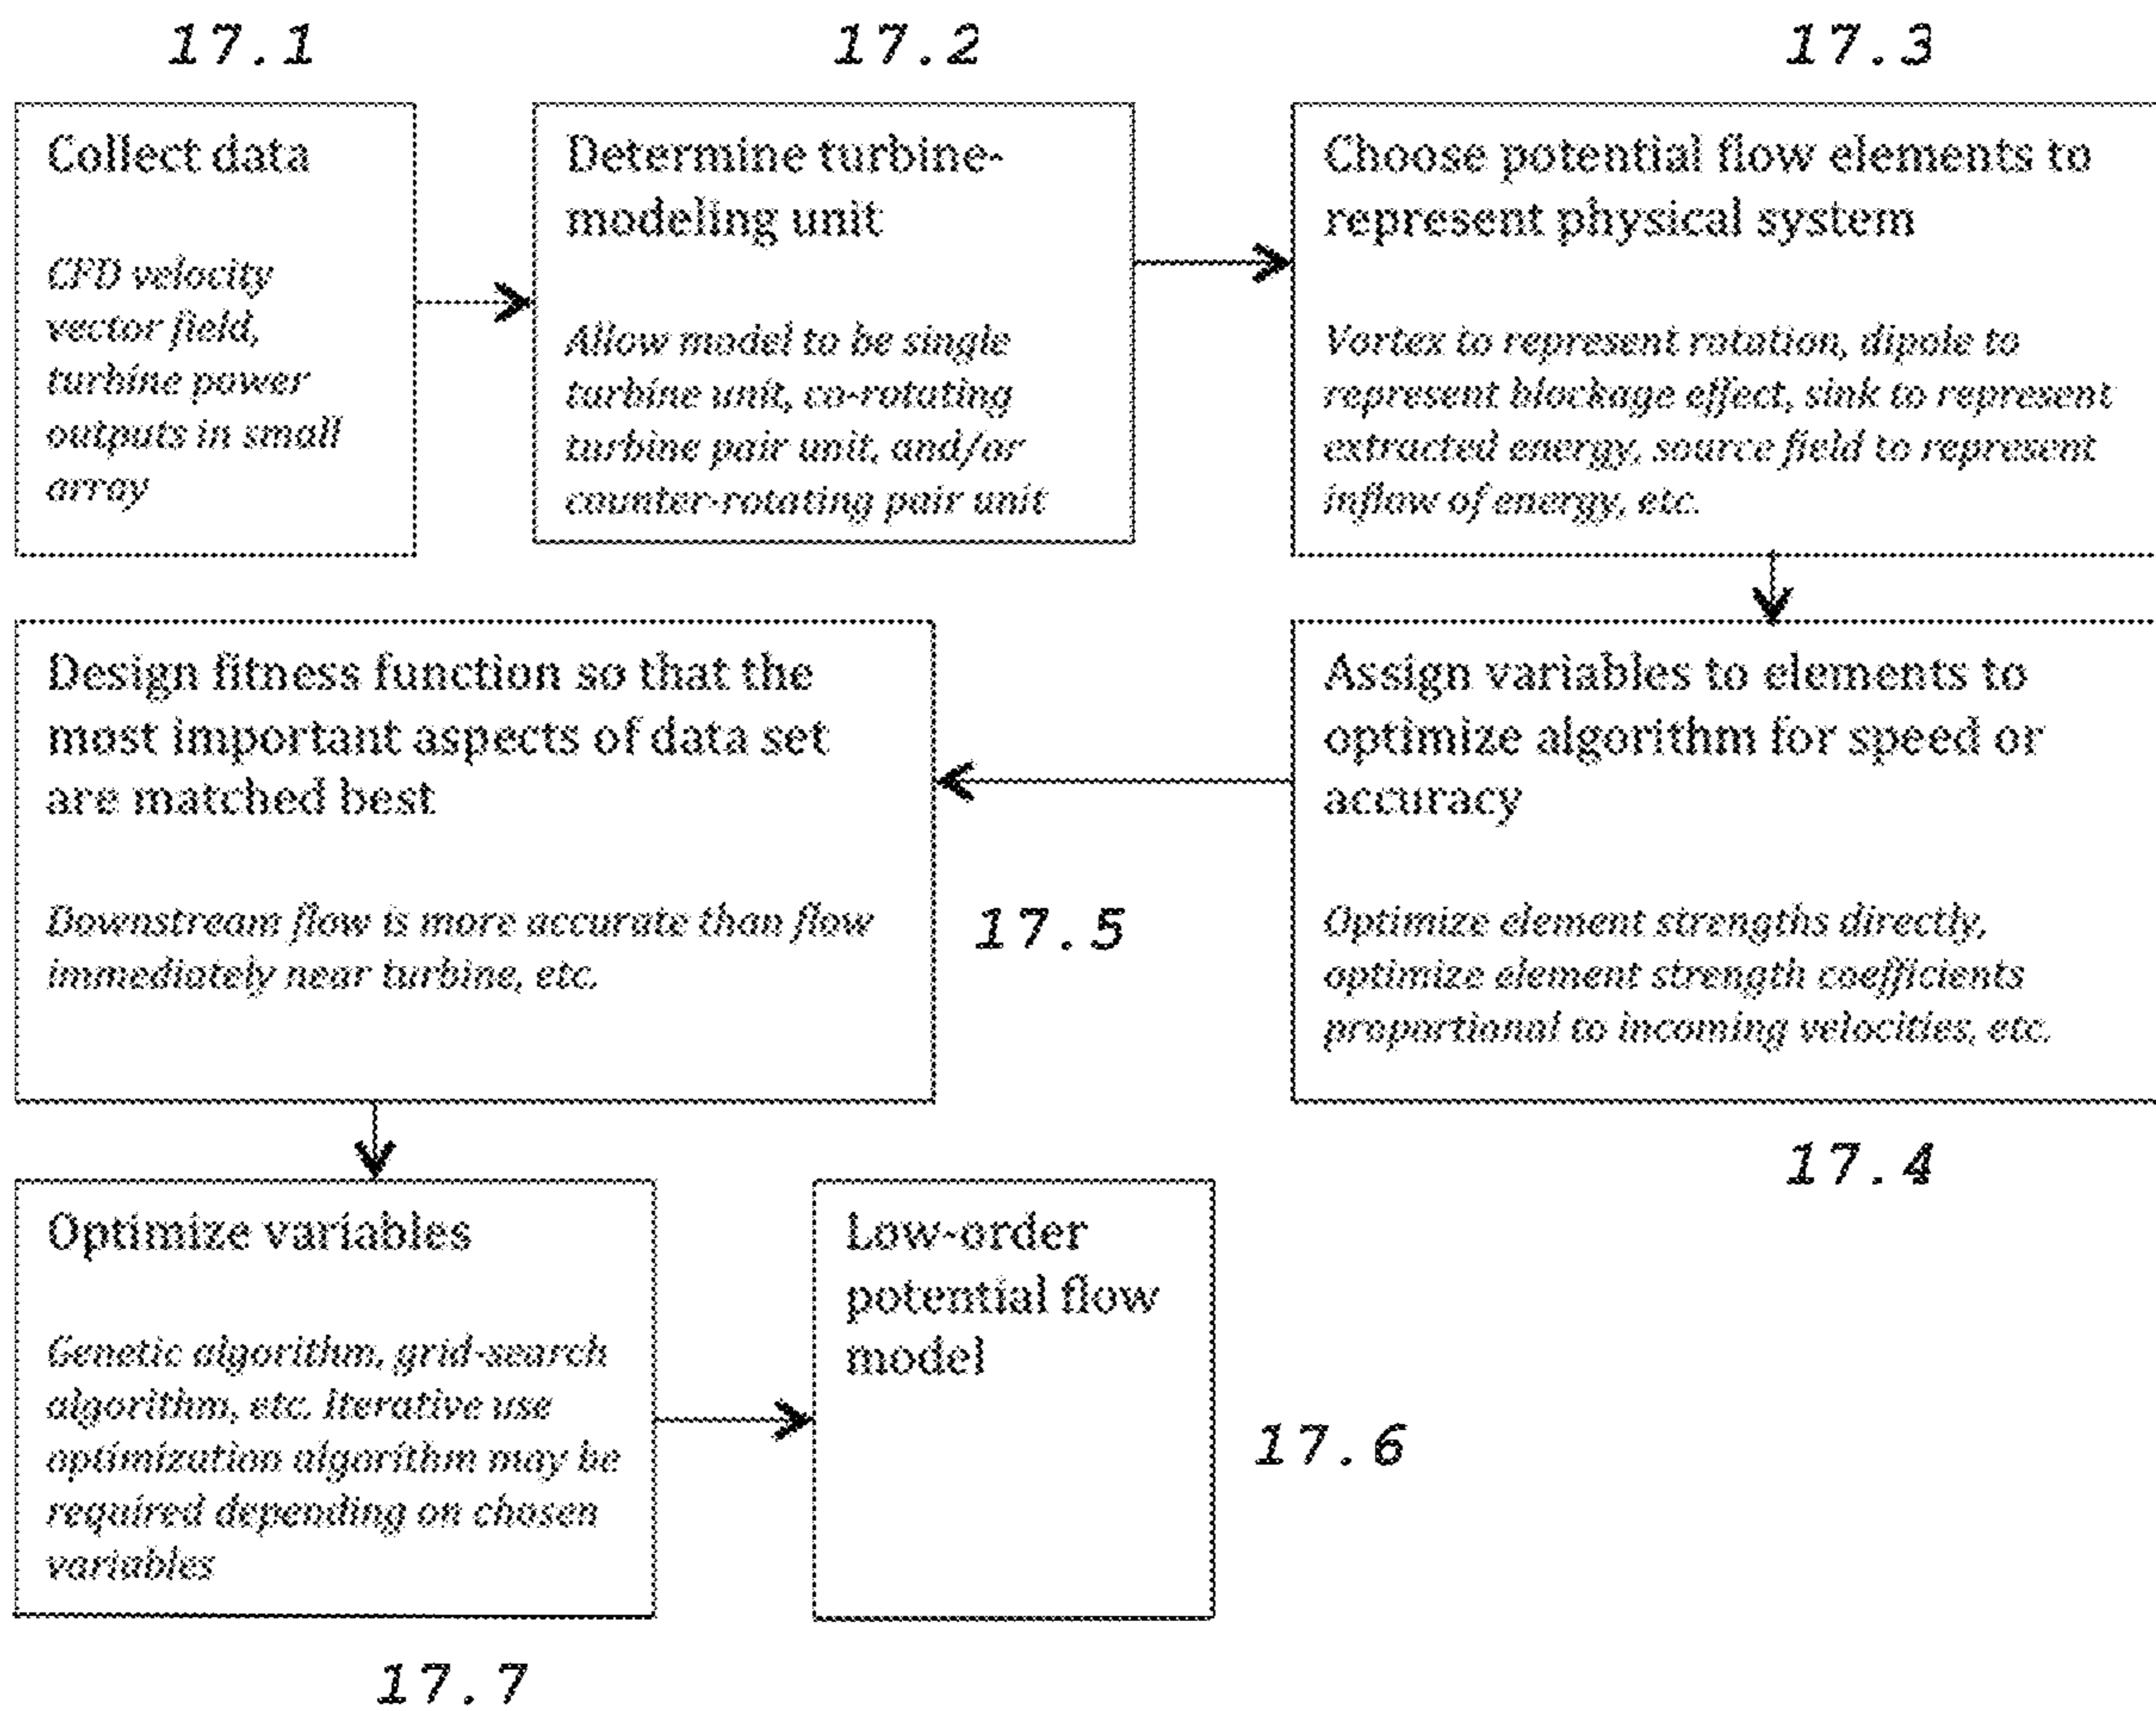 17.1
Collect data
CFD velocity
vector field,
turbine power
outputs in small
array
17.2
Determine turbine-
modeling unit
Allow model to be single
turbine unit, co-rotating
turbine pair unit, and/or
counter-rotating pair unit
17.3
Choose potential flow elements to
represent physical system
Vortex to represent rotation, dipole to
represent blockage effect, sink to represent
extracted energy, source field to represent
inflow of energy, etc.
Assign variables to elements to
optimize algorithm for speed or
accuracy
Optimize element strengths directly,
optimize element strength coefficients
proportional to incoming velocities, etc.
17.4
Design fitness function so that the
most important aspects of data set
are matched best
Downstream flow is more accurate than flow
immediately near turbine, etc.
17.5
Optimize variables
Genetic algorithm, grid-search
algorithm, etc. Iterative use
optimization algorithm may be
required depending on chosen
variables
17.7
Low-order
potential flow
model
17.6